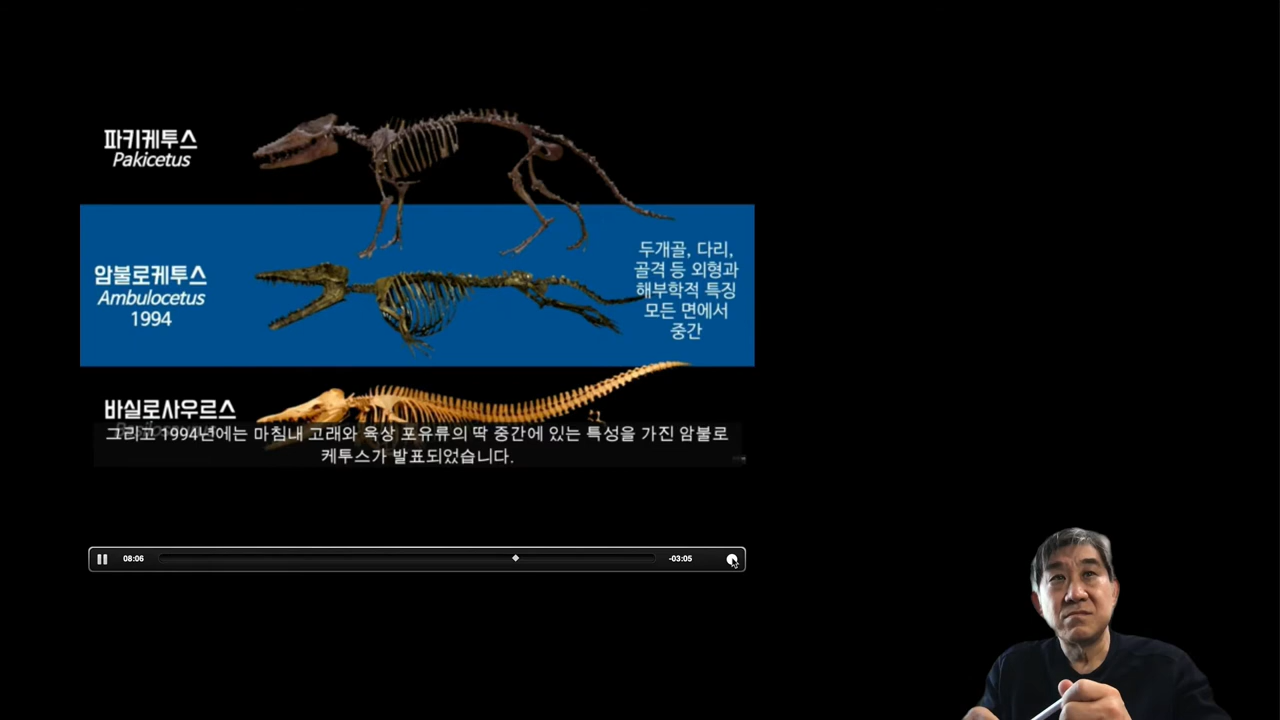 파키케투스
Pakicetus
암불로케투스
Ambulocetus
1994
두개골, 다리,
골격 등 외형과
해부학적 특징
모든 면에서
중간
바실로사우르스
그리고 1994년에는 마침내 고래와 육상 포유류의 딱 중간에 있는 특성을 가진 암불로
케투스가 발표되었습니다.
08:06
-03:05